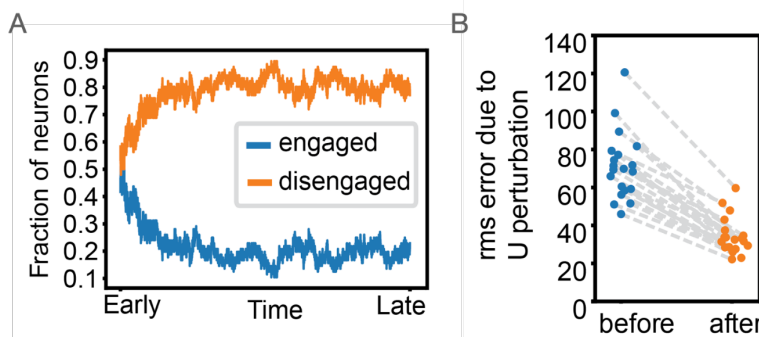 A
Fraction of neurons
0.9
0.8
0.7
0.6
0.5
0.4
0.3
0.2
0.1
engaged
disengaged
Early
Time
Late
B
rms error due to
U perturbation
140
120
100
80
60
40
20
0
before
after